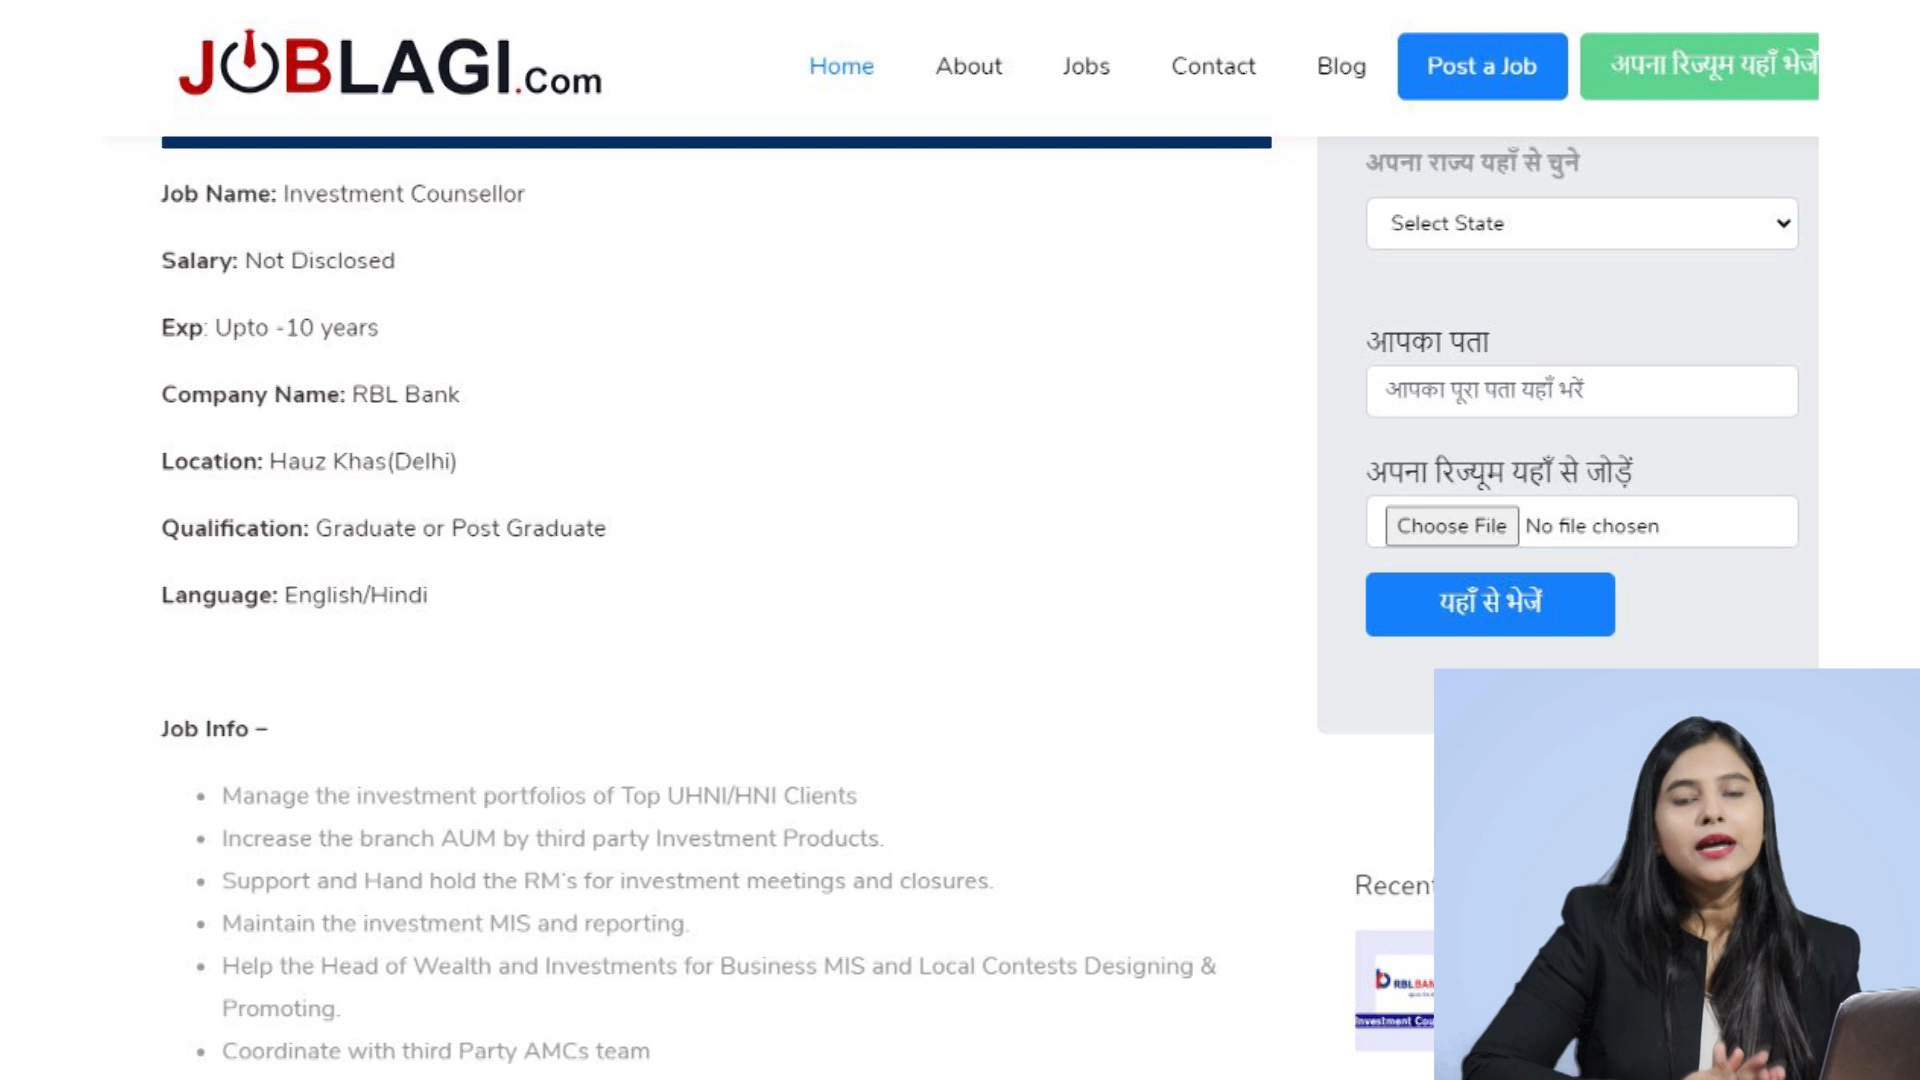 JOBLAGI.Com
Home About Jobs Contact Blog Post a Job अपना रिज्यूम यहाँ भेजें
अपना राज्य यहाँ से चुने
Select State
आपका पता
आपका पूरा पता यहाँ भरें
अपना रिज्यूम यहाँ से जोड़ें
Choose File No file chosen
यहाँ से भेजें
Job Name: Investment Counsellor
Salary: Not Disclosed
Exp: Upto -10 years
Company Name: RBL Bank
Location: Hauz Khas(Delhi)
Qualification: Graduate or Post Graduate
Language: English/Hindi
Job Info –
• Manage the investment portfolios of Top UHNI/HNI Clients
• Increase the branch AUM by third party Investment Products.
• Support and Hand hold the RM's for investment meetings and closures.
• Maintain the investment MIS and reporting.
• Help the Head of Wealth and Investments for Business MIS and Local Contests Designing &
Promoting.
• Coordinate with third Party AMCs team
Recent
RBLBAN
Investment Cou